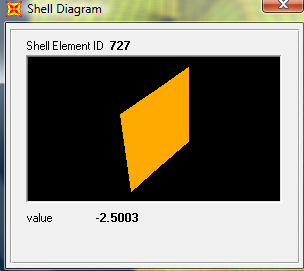 Shell Diagram
Shell Element ID 727
value -2.5003